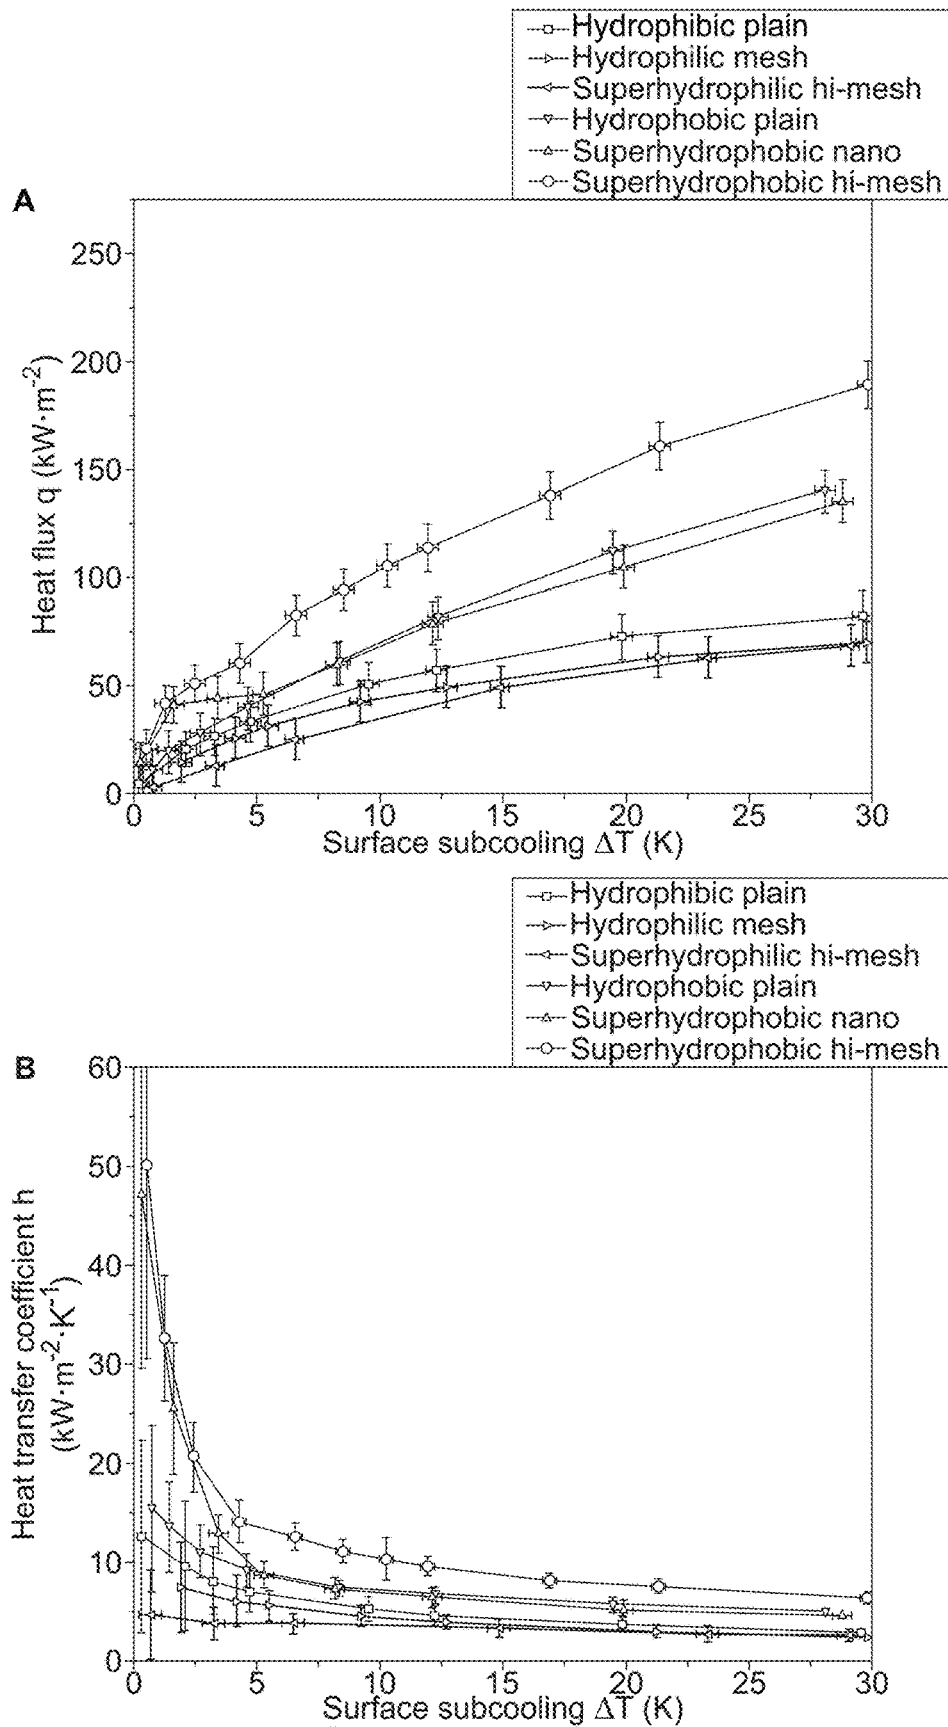 Hydrophibic plain
Hydrophilic mesh
Superhydrophilic hi-mesh
Hydrophobic plain
Superhydrophobic nano
Superhydrophobic hi-mesh
A
Heat flux q (kW·m⁻²)
250
200
150
100
50
0
0 5 10 15 20 25 30
Surface subcooling ΔT (K)
Hydrophibic plain
Hydrophilic mesh
Superhydrophilic hi-mesh
Hydrophobic plain
Superhydrophobic nano
Superhydrophobic hi-mesh
B
Heat transfer coefficient h
(kW·m⁻²·K⁻¹)
60
50
40
30
20
10
0
0 5 10 15 20 25 30
Surface subcooling ΔT (K)